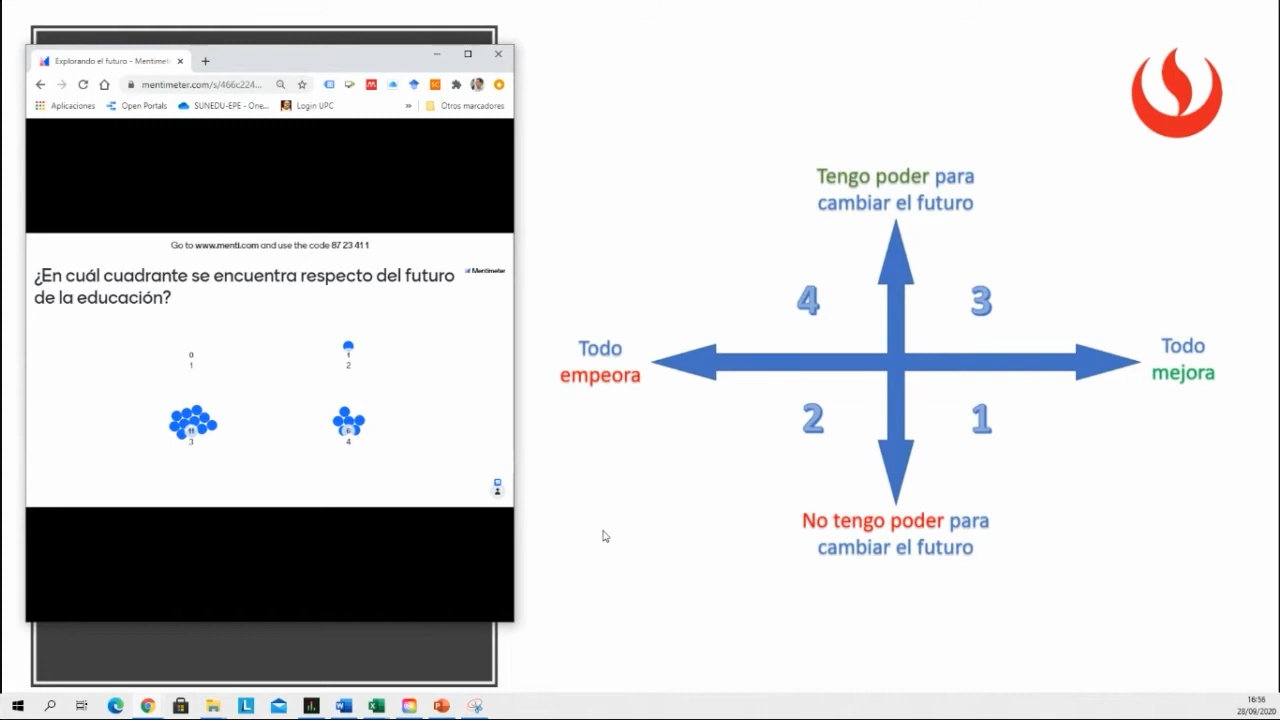 Explorando el futuro - Mentimet
mentimeter.com/s/466c224...
Aplicaciones
Open Portals
SUNEDU-EPE - One...
Login UPC
»
Otros marcadores
Go to www.menti.com and use the code 87 23 41 1
¿En cuál cuadrante se encuentra respecto del futuro
de la educación?
Mentimeter
0
1
1
2
11
3
6
4
Tengo poder para
cambiar el futuro
4
3
Todo
empeora
Todo
mejora
2
1
No tengo poder para
cambiar el futuro
16:56
28/09/2020